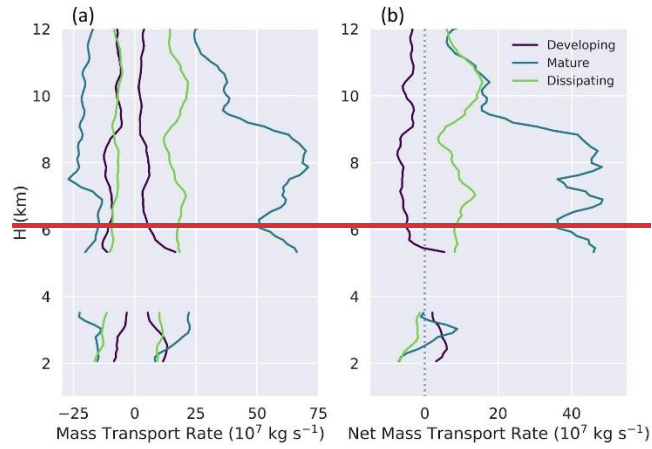 (a)
(b)
12
10
8
6
4
2
H (km)
−25
0
25
50
75
Mass Transport Rate (10⁷ kg s⁻¹)
12
10
8
6
4
2
Developing
Mature
Dissipating
0
20
40
Net Mass Transport Rate (10⁷ kg s⁻¹)